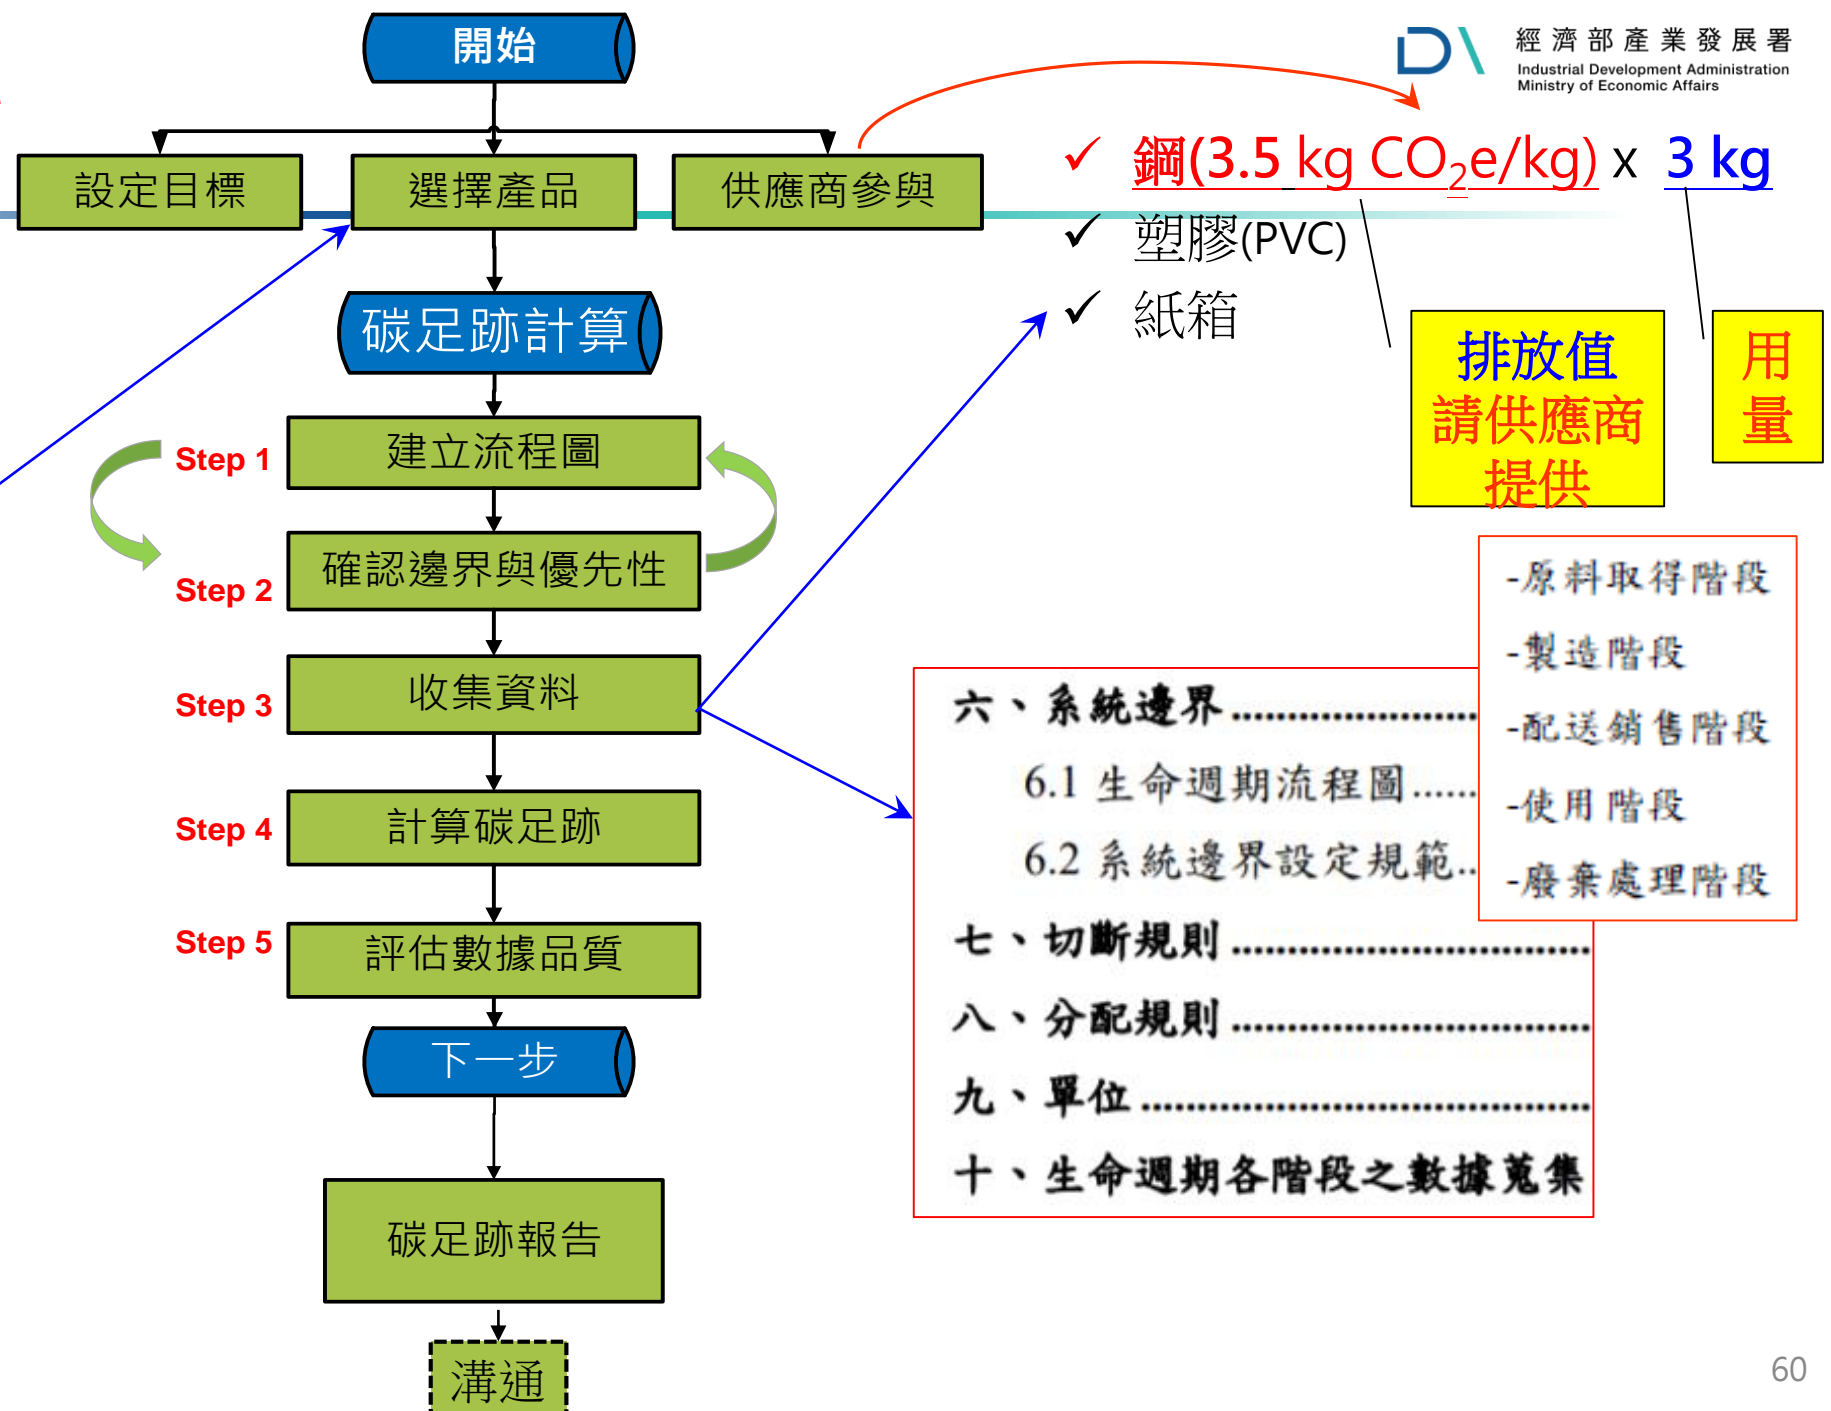 開始
經濟部產業發展署
Industrial Development Administration
Ministry of Economic Affairs
設定目標
選擇產品
供應商參與
✓ 鋼(3.5 kg CO₂e/kg) x 3 kg
✓ 塑膠(PVC)
✓ 紙箱
碳足跡計算
排放值
請供應商
提供
用
量
Step 1
建立流程圖
Step 2
確認邊界與優先性
Step 3
收集資料
Step 4
計算碳足跡
Step 5
評估數據品質
下一步
碳足跡報告
溝通
-原料取得階段
-製造階段
-配送銷售階段
-使用階段
-廢棄處理階段
六、系統邊界......................
6.1 生命週期流程圖......
6.2 系統邊界設定規範..
七、切斷規則................................
八、分配規則................................
九、單位........................................
十、生命週期各階段之數據蒐集
60